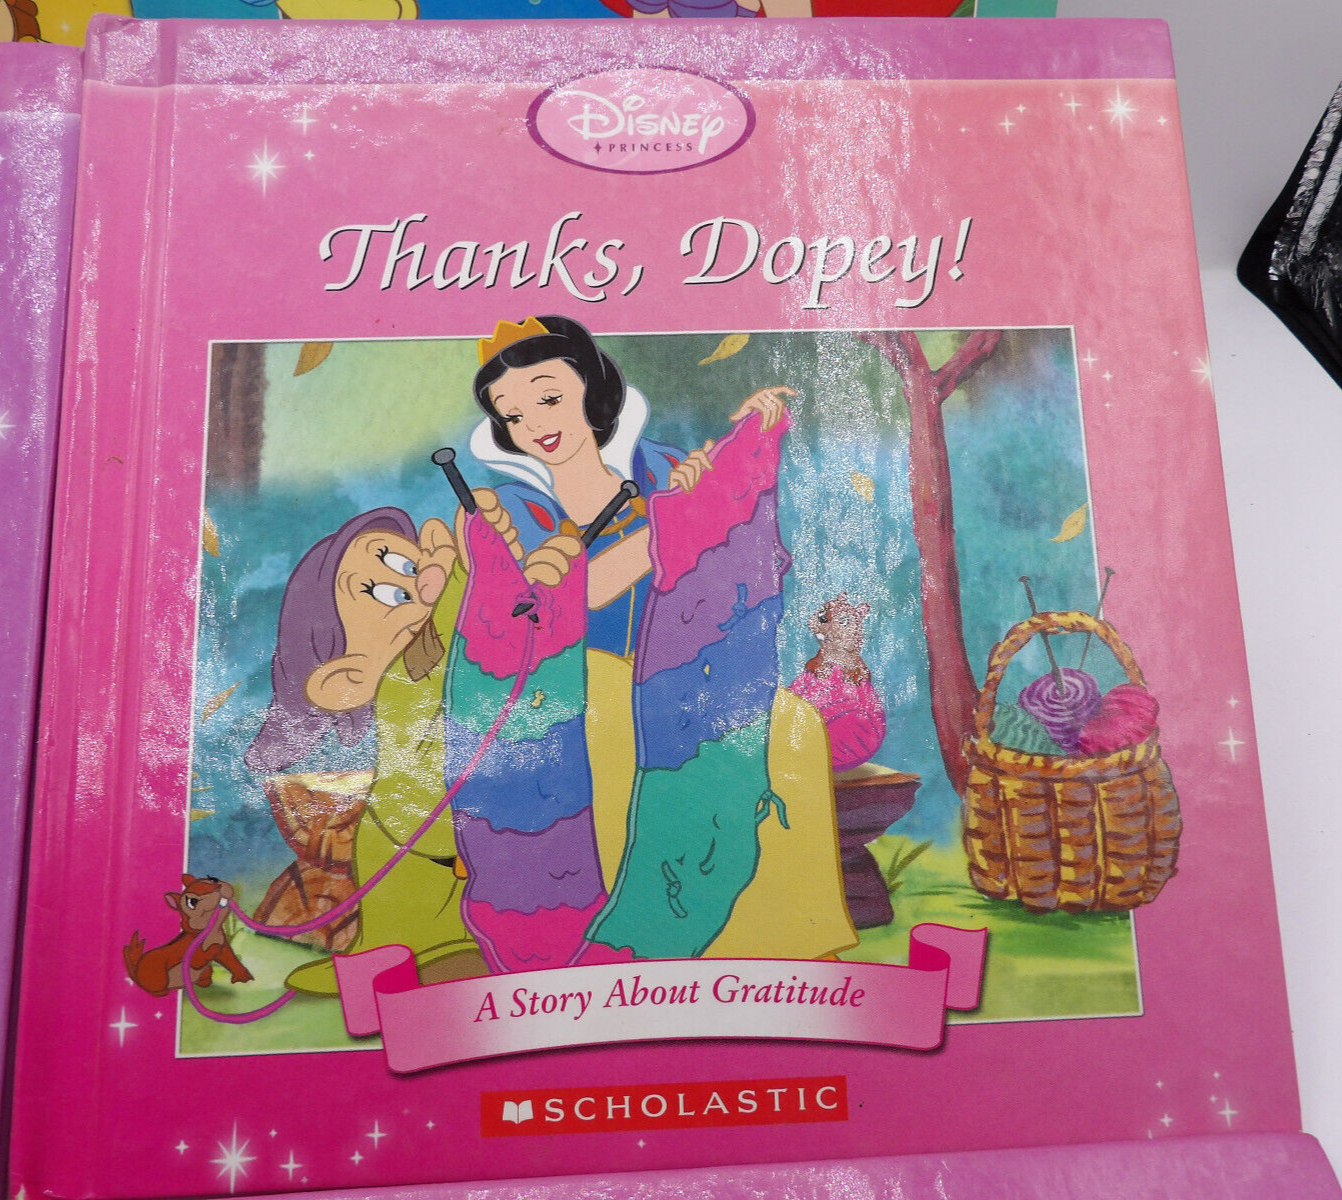 Disney
PRINCESS
Thanks, Dopey!
A Story About Gratitude
SCHOLASTIC